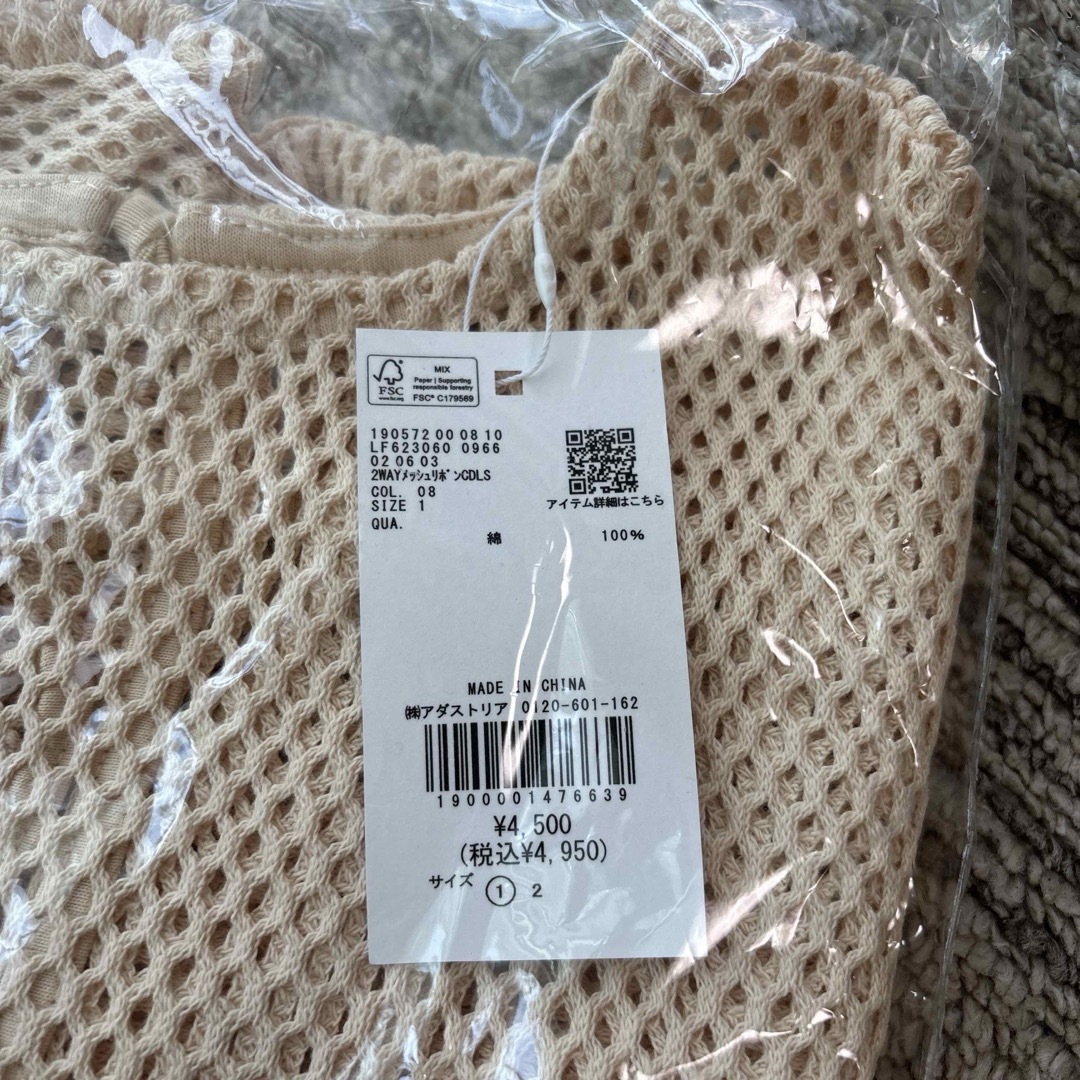 MIX
Paper | Supporting
responsible forestry
FSC
www.fsc.org
FSC® C179569
190572 00 08 10
LF623060 0966
02 06 03
2WAYﾒｯｼｭﾘﾎﾞﾝCDLS
COL. 08
SIZE 1
QUA.
アイテム詳細はこちら
綿 100%
MADE IN CHINA
㈱アダストリア 0120-601-162
1900001476639
¥4,500
(税込¥4,950)
サイズ ① 2